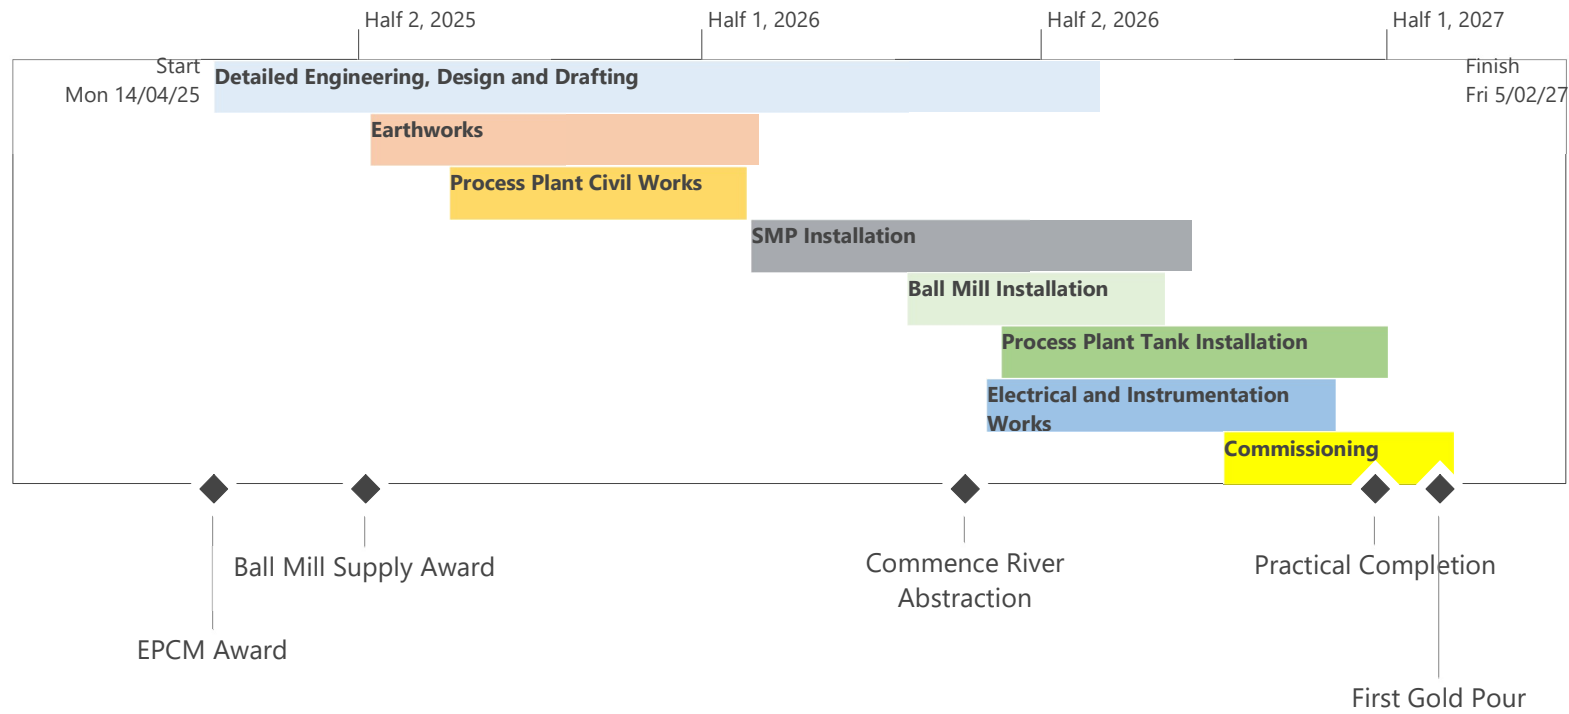 Half 2, 2025
Half 1, 2026
Half 2, 2026
Half 1, 2027
Start
Mon 14/04/25
Finish
Fri 5/02/27
Detailed Engineering, Design and Drafting
Earthworks
Process Plant Civil Works
SMP Installation
Ball Mill Installation
Process Plant Tank Installation
Electrical and Instrumentation
Works
Commissioning
Ball Mill Supply Award
Commence River
Abstraction
Practical Completion
EPCM Award
First Gold Pour